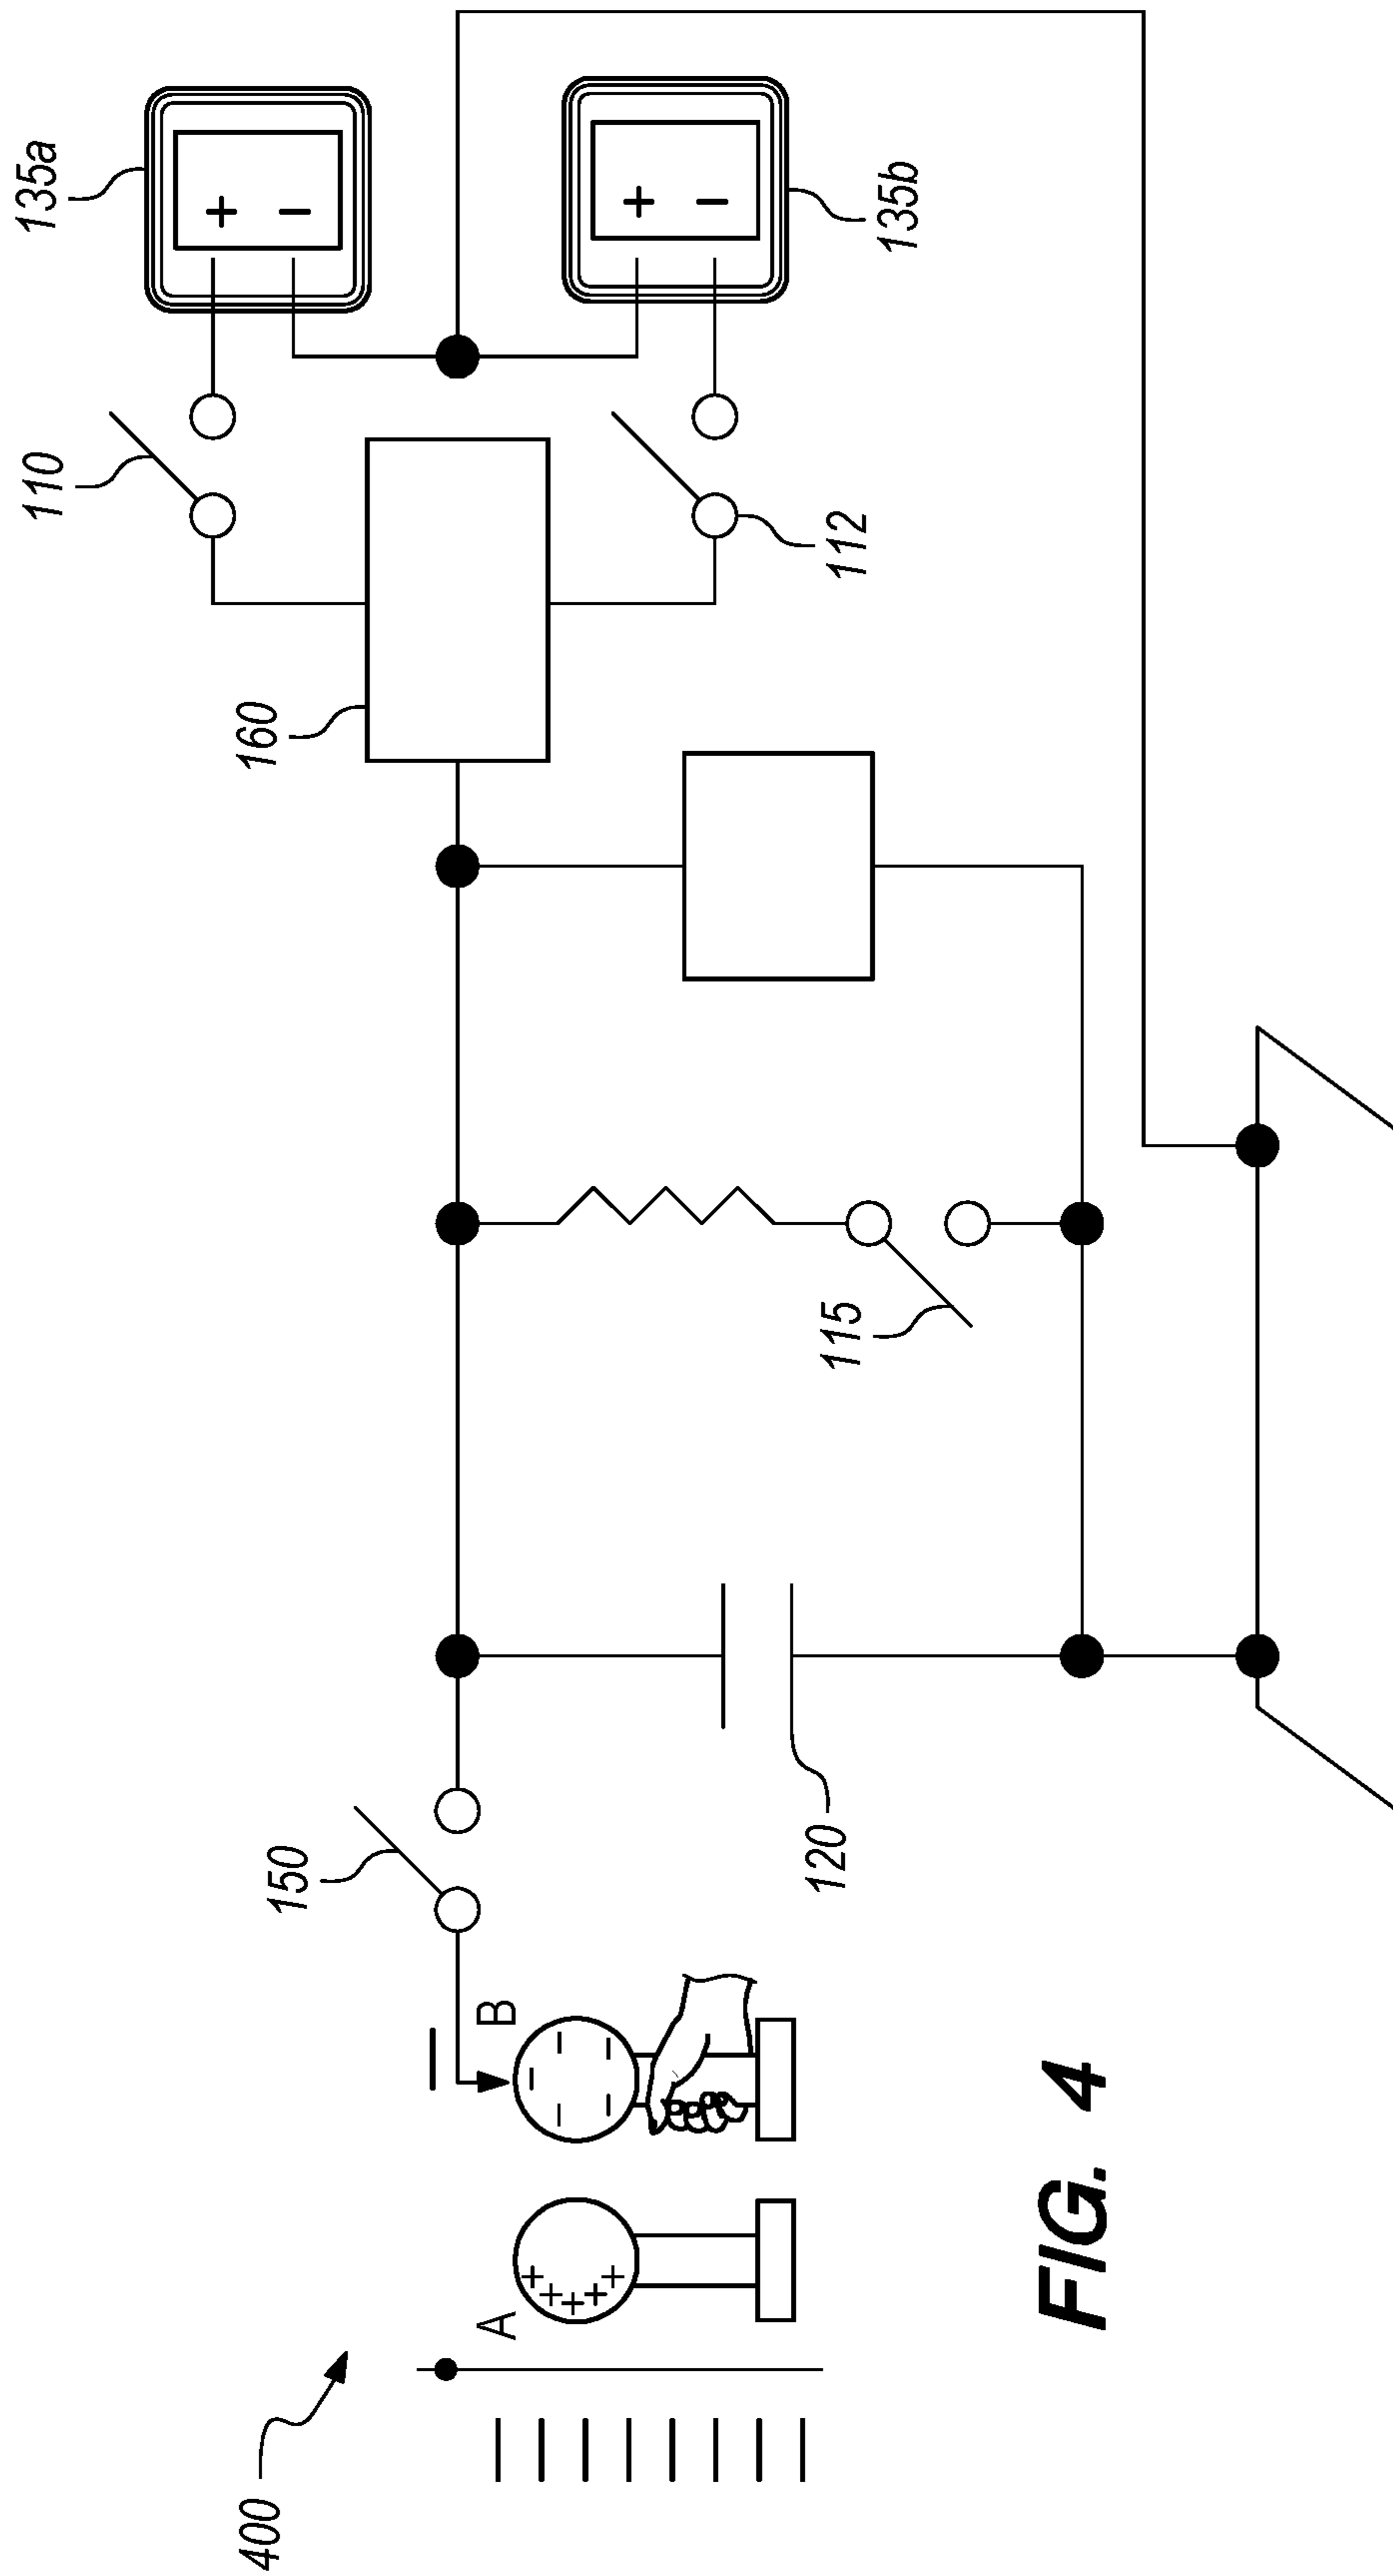 400
A
+ + + + +
B
− − − − −
150
120
115
160
110
112
135a
+ −
135b
+ −
FIG. 4